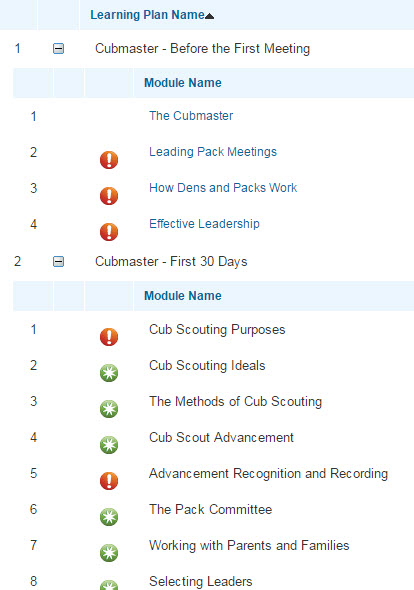 Learning Plan Name
1 Cubmaster - Before the First Meeting
Module Name
1 The Cubmaster
2 Leading Pack Meetings
3 How Dens and Packs Work
4 Effective Leadership
2 Cubmaster - First 30 Days
Module Name
1 Cub Scouting Purposes
2 Cub Scouting Ideals
3 The Methods of Cub Scouting
4 Cub Scout Advancement
5 Advancement Recognition and Recording
6 The Pack Committee
7 Working with Parents and Families
8 Selecting Leaders